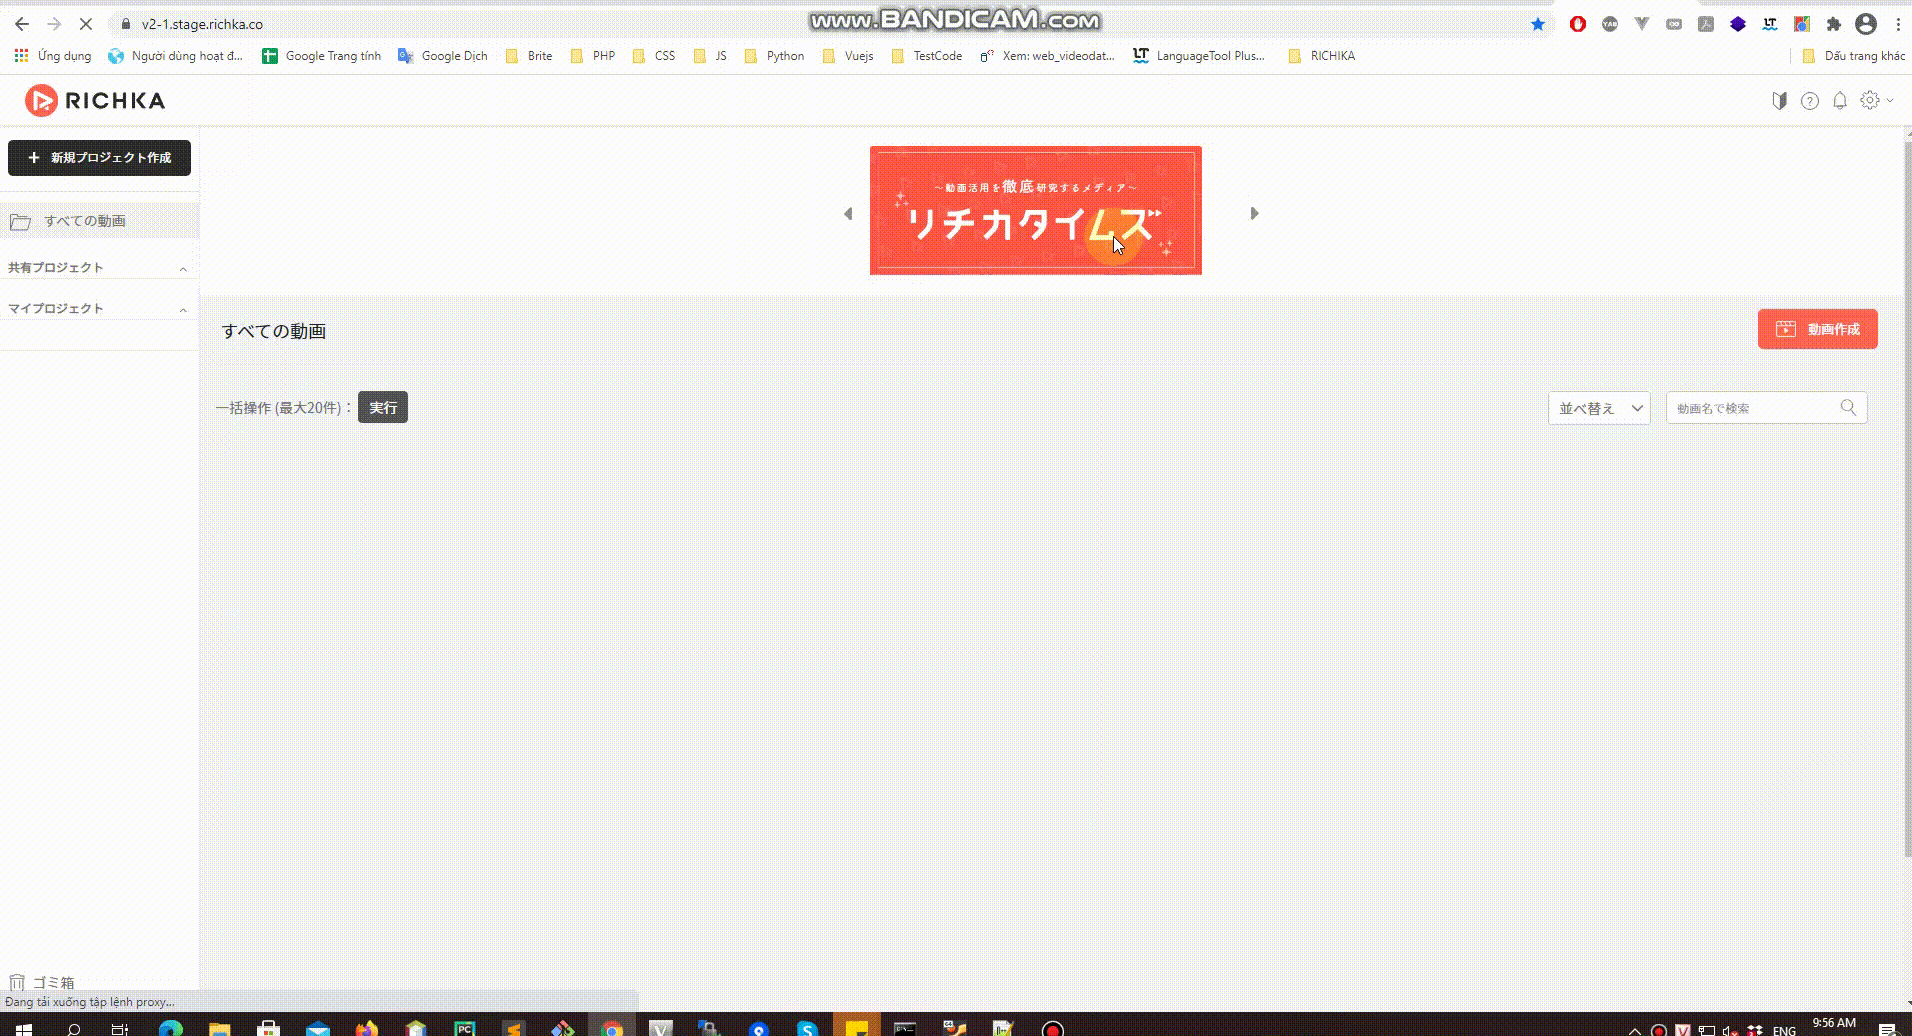 v2-1.stage.richka.co
www.BANDICAM.com
YAB
LT
Ứng dụng
Người dùng hoạt đ...
Google Trang tính
Google Dịch
Brite
PHP
CSS
JS
Python
Vuejs
TestCode
Xem: web_videodat...
LT
LanguageTool Plus...
RICHIKA
Dấu trang khác
RICHKA
+ 新規プロジェクト作成
すべての動画
共有プロジェクト
マイプロジェクト
~動画活用を徹底研究するメディア~
リチカタイムズ
すべての動画
動画作成
一括操作 (最大20件)：
実行
並べ替え
動画名で検索
ゴミ箱
Đang tải xuống tập lệnh proxy...
PC
ENG
9:56 AM